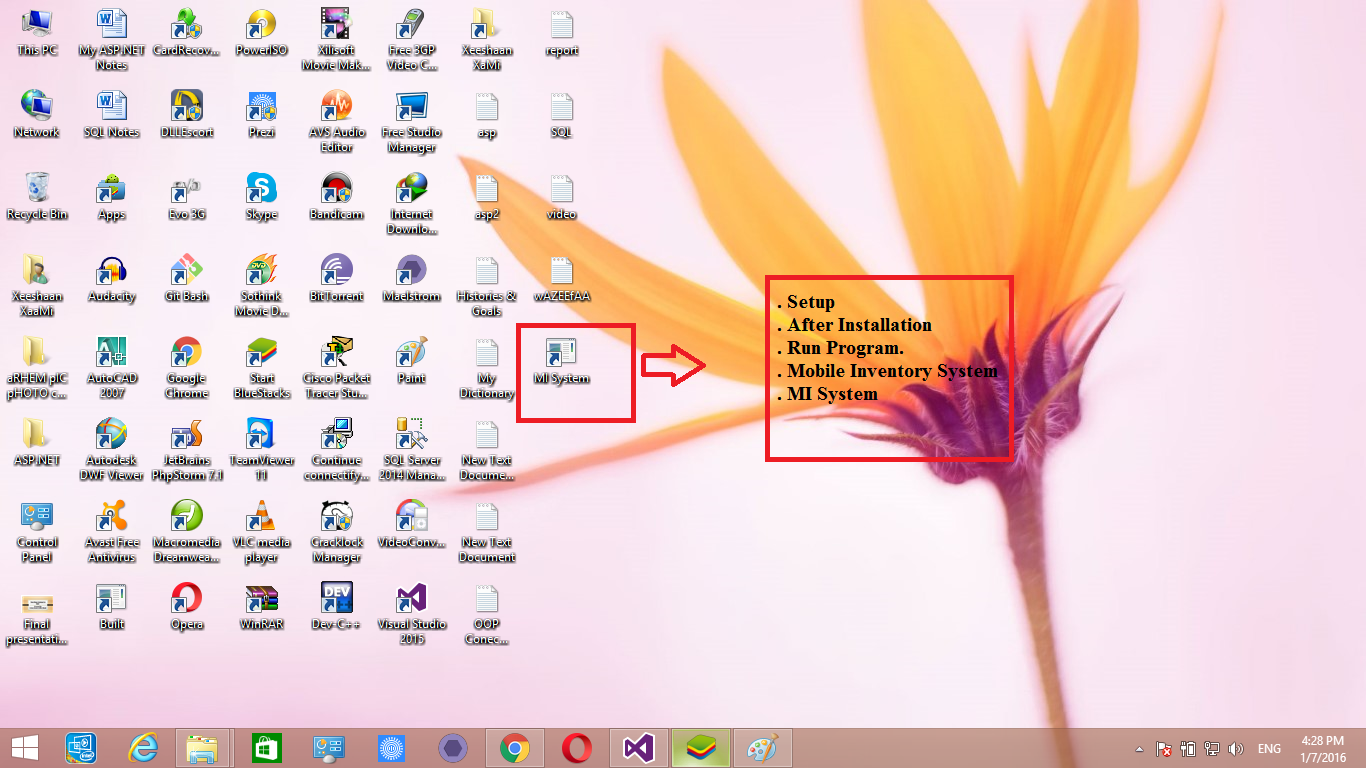 This PC
My ASP.NET
Notes
CardRecov...
PowerISO
Xilisoft
Movie Mak...
Free 3GP
Video C...
Xeeshaan
XaMi
report
Network
SQL Notes
DLLEscort
Prezi
AVS Audio
Editor
Free Studio
Manager
asp
SQL
Recycle Bin
Apps
Evo 3G
Skype
Bandicam
Internet
Downlo...
asp2
video
Xeeshaan
XaaMi
Audacity
Git Bash
Sothink
Movie D...
BitTorrent
Maelstrom
Histories &
Goals
wAZEEfAA
aRHEM pIC
pHOTO c...
AutoCAD
2007
Google
Chrome
Start
BlueStacks
Cisco Packet
Tracer Stu...
Paint
My
Dictionary
MI System
ASP.NET
Autodesk
DWF Viewer
JetBrains
PhpStorm 7.1
TeamViewer
11
Continue
connectify...
SQL Server
2014 Mana...
New Text
Docume...
Control
Panel
Avast Free
Antivirus
Macromedia
Dreamwea...
VLC media
player
Cracklock
Manager
VideoConv...
New Text
Document
Final
presentati...
Built
Opera
WinRAR
DEV
Dev-C++
Visual Studio
2015
OOP
Conec...
. Setup
. After Installation
. Run Program.
. Mobile Inventory System
. MI System
ENG
4:28 PM
1/7/2016